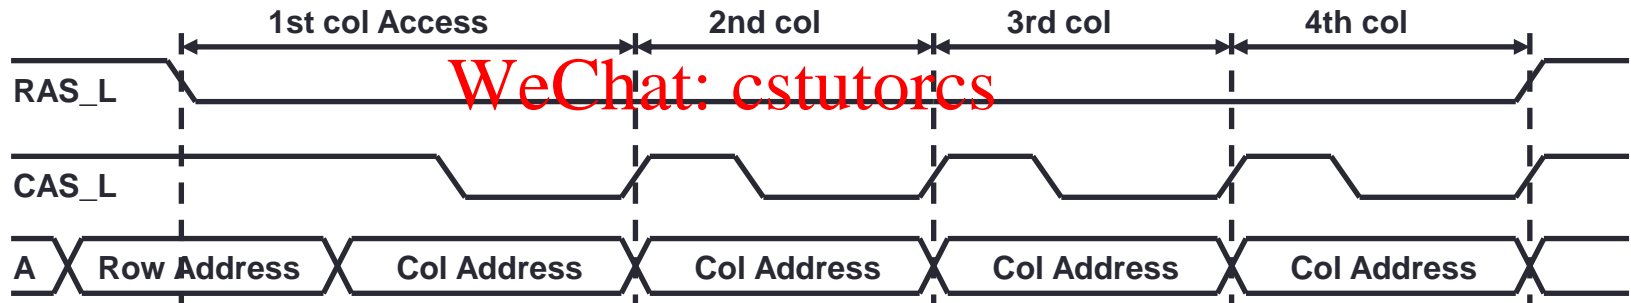 1st col Access 2nd col 3rd col 4th col
RAS_L
WeChat: cstutorcs
CAS_L
A Row Address Col Address Col Address Col Address Col Address